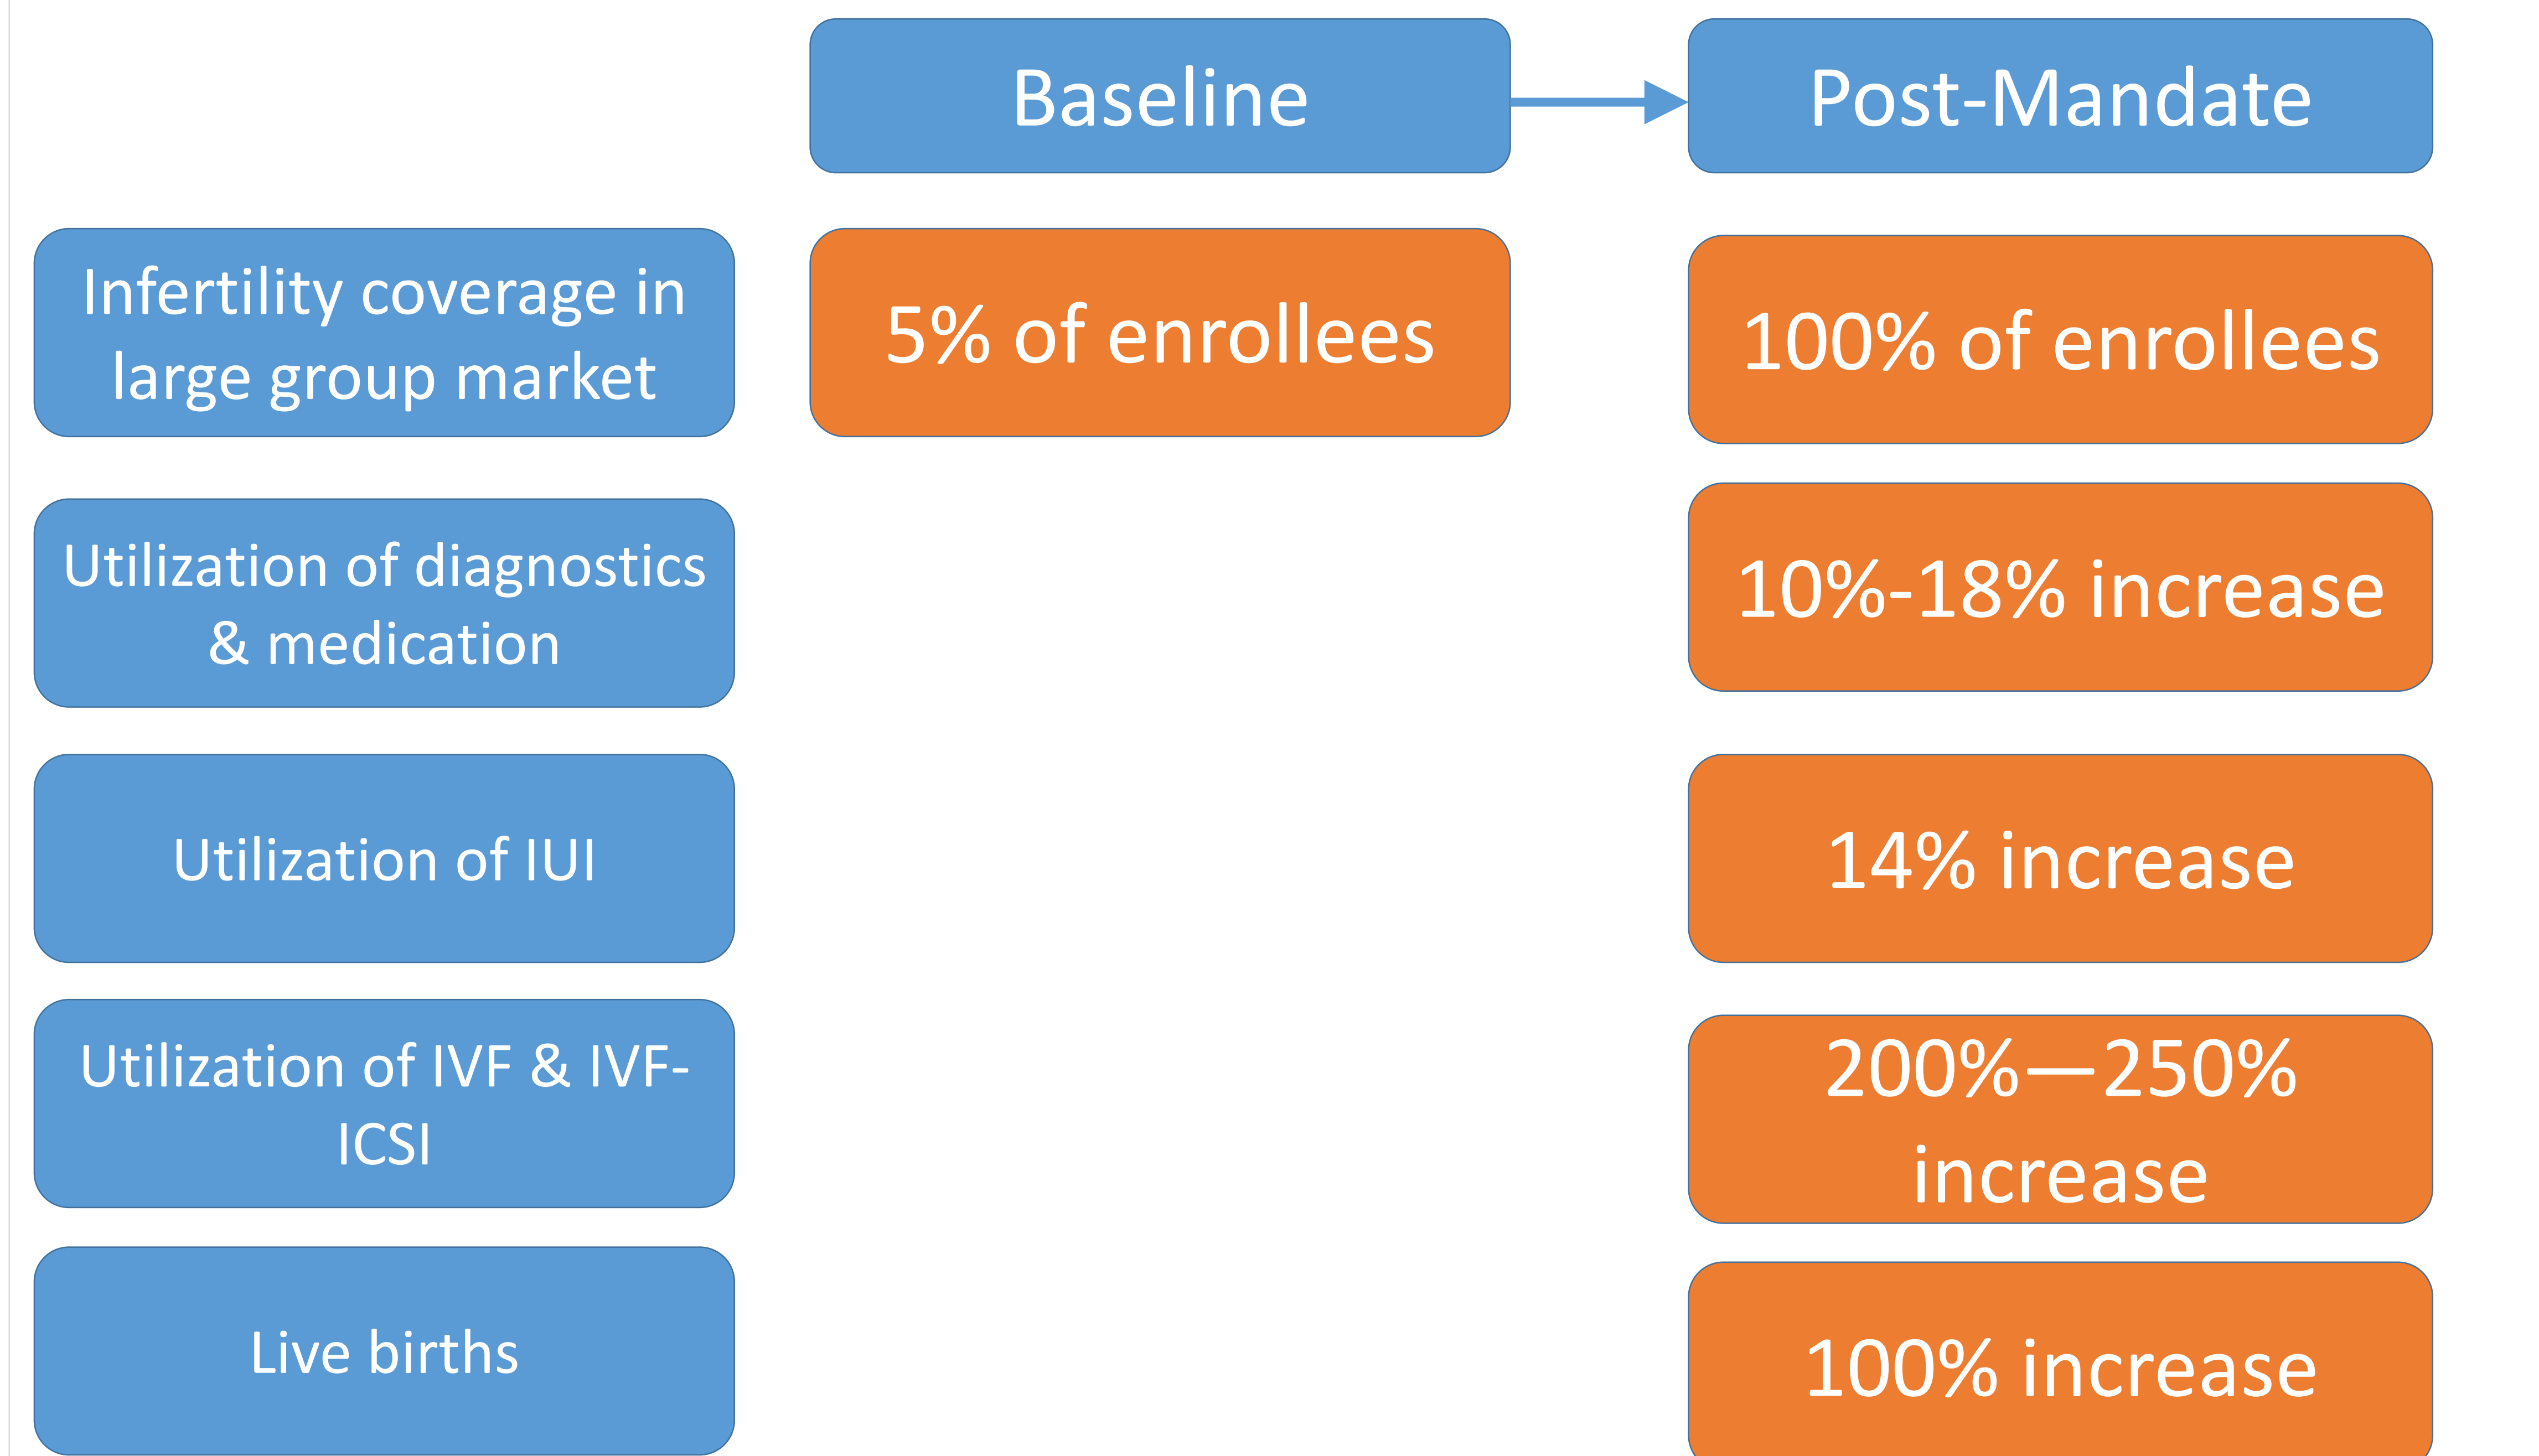 Baseline
Post-Mandate
Infertility coverage in
large group market
5% of enrollees
100% of enrollees
Utilization of diagnostics
& medication
10%-18% increase
Utilization of IUI
14% increase
Utilization of IVF & IVF-
ICSI
200%—250%
increase
Live births
100% increase